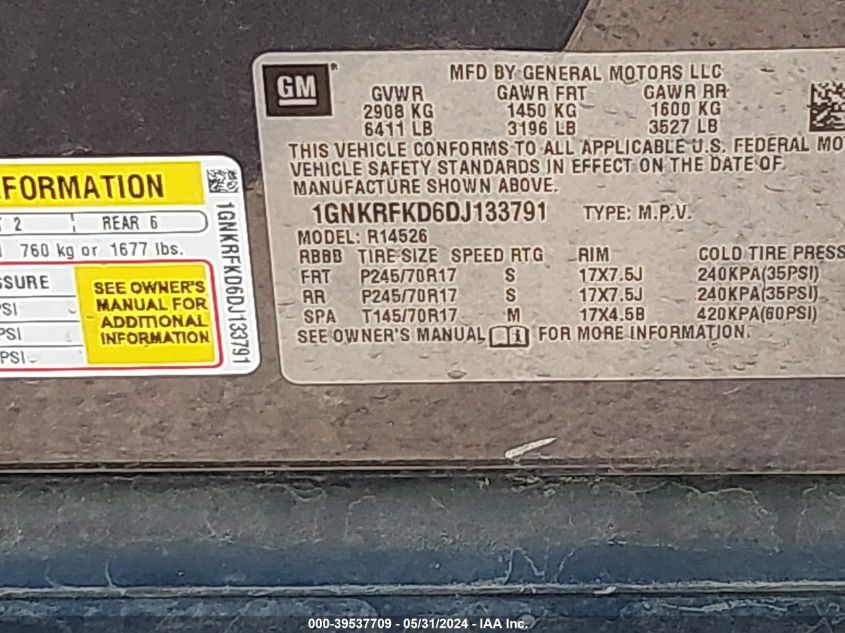 GM®
MFD BY GENERAL MOTORS LLC
GVWR GAWR FRT GAWR RR
2908 KG 1450 KG 1600 KG
6411 LB 3196 LB 3527 LB
THIS VEHICLE CONFORMS TO ALL APPLICABLE U.S. FEDERAL MO
VEHICLE SAFETY STANDARDS IN EFFECT ON THE DATE OF
MANUFACTURE SHOWN ABOVE.
1GNKRFKD6DJ133791 TYPE: M.P.V.
MODEL: R14526
RBBB TIRE SIZE SPEED RTG RIM COLD TIRE PRESS
FRT P245/70R17 S 17X7.5J 240KPA(35PSI)
RR P245/70R17 S 17X7.5J 240KPA(35PSI)
SPA T145/70R17 M 17X4.5B 420KPA(60PSI)
SEE OWNER'S MANUAL FOR MORE INFORMATION.
FORMATION
2 REAR 6
760 kg or 1677 lbs.
SSURE
PSI
PSI
PSI
SEE OWNER'S
MANUAL FOR
ADDITIONAL
INFORMATION
1GNKRFKD6DJ133791
000-39537709 - 05/31/2024 - IAA Inc.